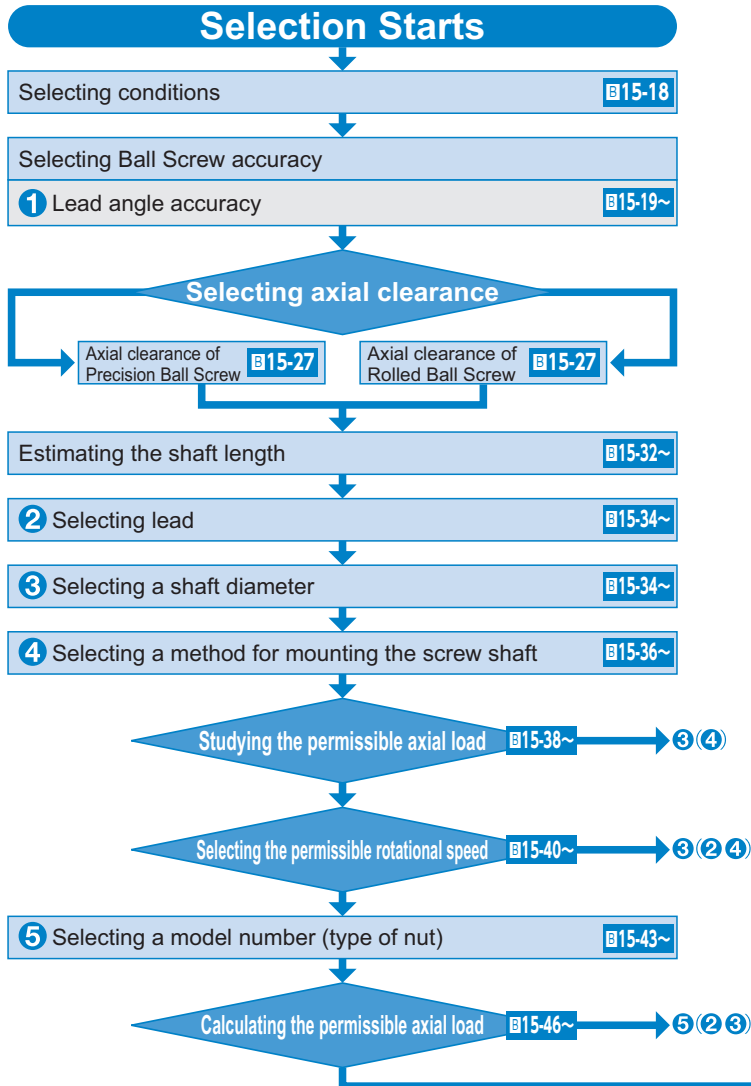 Selection Starts
Selecting conditions B15-18
Selecting Ball Screw accuracy
1 Lead angle accuracy B15-19~
Selecting axial clearance
Axial clearance of
Precision Ball Screw B15-27
Axial clearance of
Rolled Ball Screw B15-27
Estimating the shaft length B15-32~
2 Selecting lead B15-34~
3 Selecting a shaft diameter B15-34~
4 Selecting a method for mounting the screw shaft B15-36~
Studying the permissible axial load B15-38~ 3(4)
Selecting the permissible rotational speed B15-40~ 3(2 4)
5 Selecting a model number (type of nut) B15-43~
Calculating the permissible axial load B15-46~ 5(2 3)